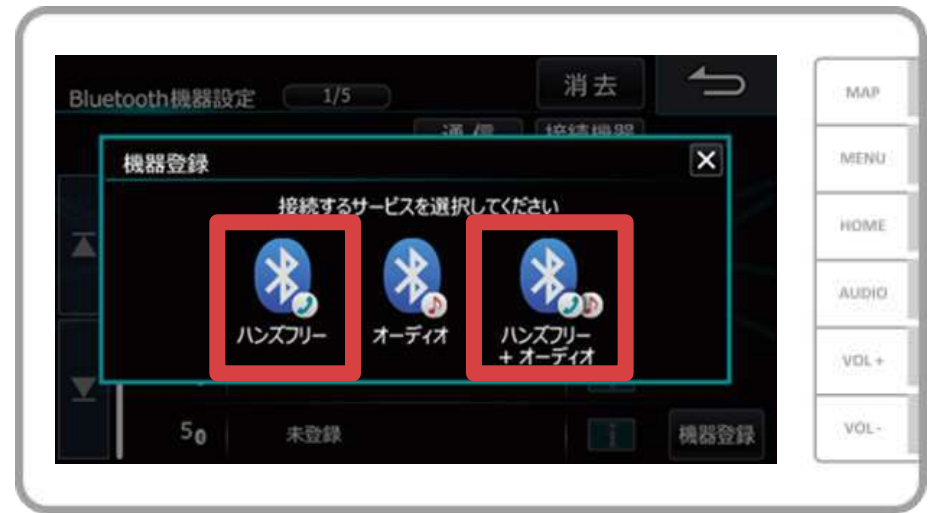 Bluetooth機器設定
1/5
消去
通信
接続機器
機器登録
接続するサービスを選択してください
ハンズフリー
オーディオ
ハンズフリー
+ オーディオ
50
未登録
機器登録
MAP
MENU
HOME
AUDIO
VOL +
VOL -